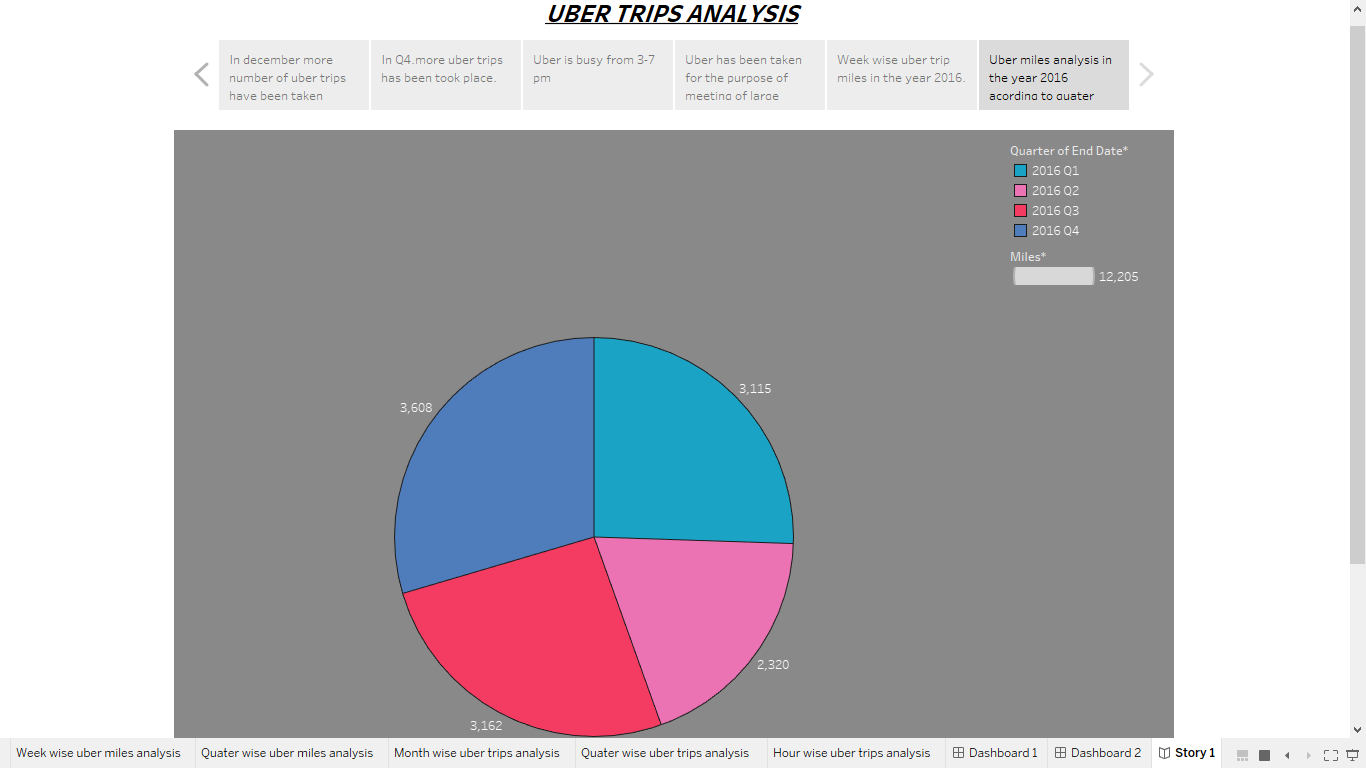 UBER TRIPS ANALYSIS
In december more
number of uber trips
have been taken
In Q4.more uber trips
has been took place.
Uber is busy from 3-7
pm
Uber has been taken
for the purpose of
meeting of large
Week wise uber trip
miles in the year 2016.
Uber miles analysis in
the year 2016
acording to quater
Quarter of End Date*
2016 Q1
2016 Q2
2016 Q3
2016 Q4
Miles*
12,205
3,115
3,608
2,320
3,162
Week wise uber miles analysis
Quater wise uber miles analysis
Month wise uber trips analysis
Quater wise uber trips analysis
Hour wise uber trips analysis
Dashboard 1
Dashboard 2
Story 1